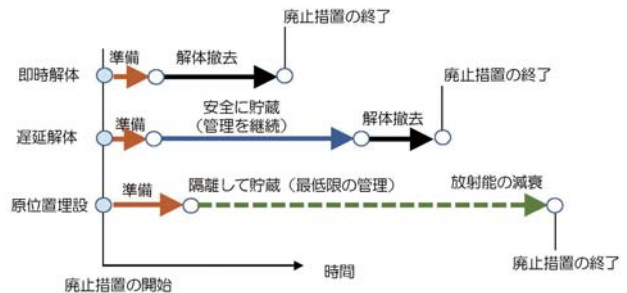 廃止措置の終了
準備
解体撤去
即時解体
廃止措置の終了
安全に貯蔵
(管理を継続)
準備
解体撤去
遅延解体
準備
隔離して貯蔵(最低限の管理)
放射能の減衰
原位置埋設
廃止措置の終了
時間
廃止措置の開始